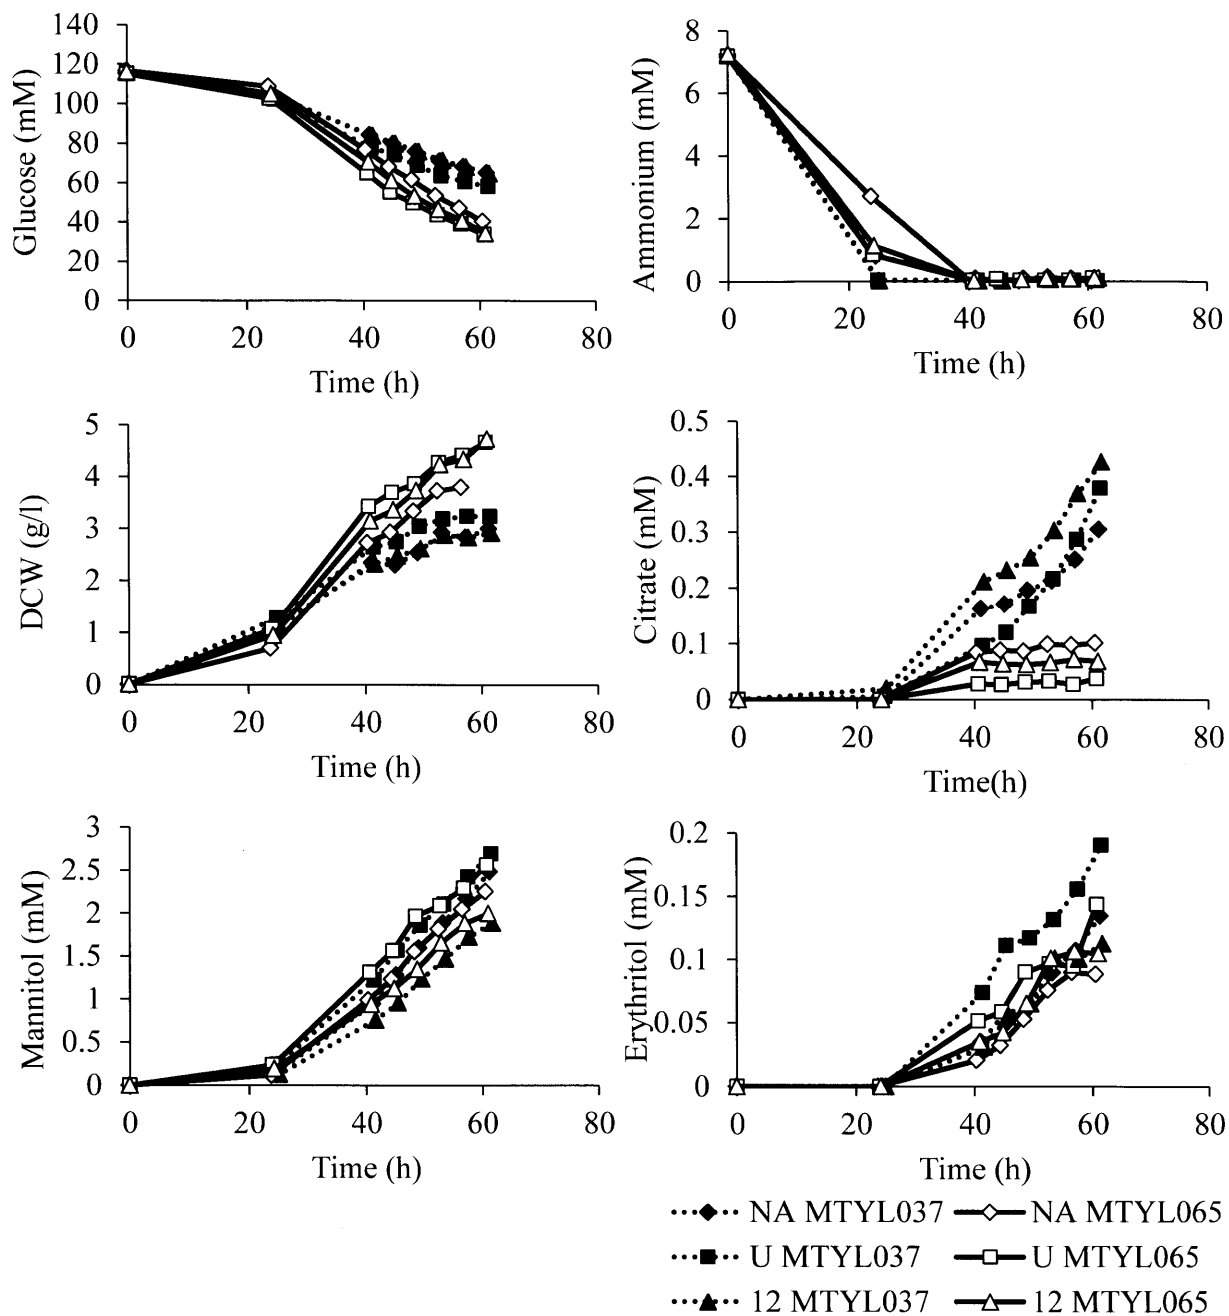 Glucose (mM)
140
120
100
80
60
40
20
0
0 20 40 60 80
Time (h)
Ammonium (mM)
8
6
4
2
0
0 20 40 60 80
Time (h)
DCW (g/l)
5
4
3
2
1
0
0 20 40 60 80
Time (h)
Citrate (mM)
0.5
0.4
0.3
0.2
0.1
0
0 20 40 60 80
Time(h)
Mannitol (mM)
3
2.5
2
1.5
1
0.5
0
0 20 40 60 80
Time (h)
Erythritol (mM)
0.2
0.15
0.1
0.05
0
0 20 40 60 80
Time (h)
NA MTYL037 NA MTYL065
U MTYL037 U MTYL065
12 MTYL037 12 MTYL065